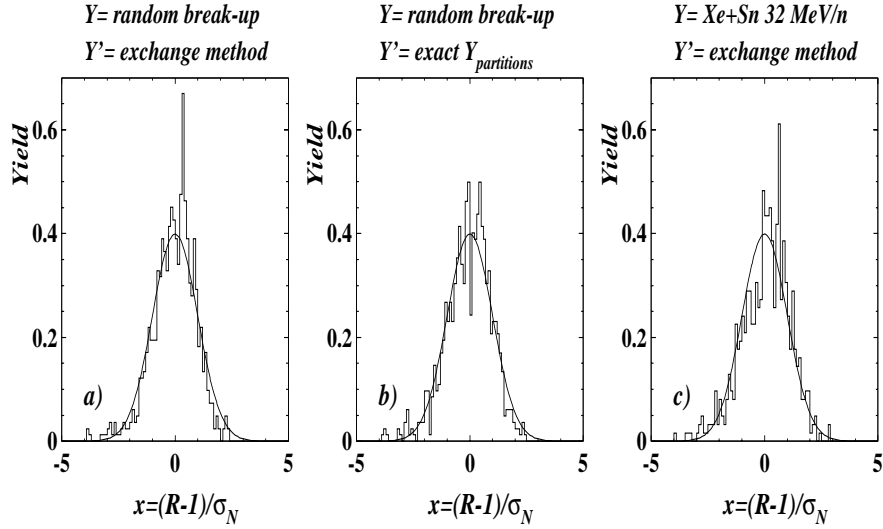 Y= random break-up
Y'= exchange method
Y= random break-up
Y'= exact Y_partitions
Y= Xe+Sn 32 MeV/n
Y'= exchange method
Yield
0.6
0.4
0.2
0
a)
-5
0
5
x=(R-1)/σ_N
Yield
0.6
0.4
0.2
0
b)
-5
0
5
x=(R-1)/σ_N
Yield
0.6
0.4
0.2
0
c)
-5
0
5
x=(R-1)/σ_N